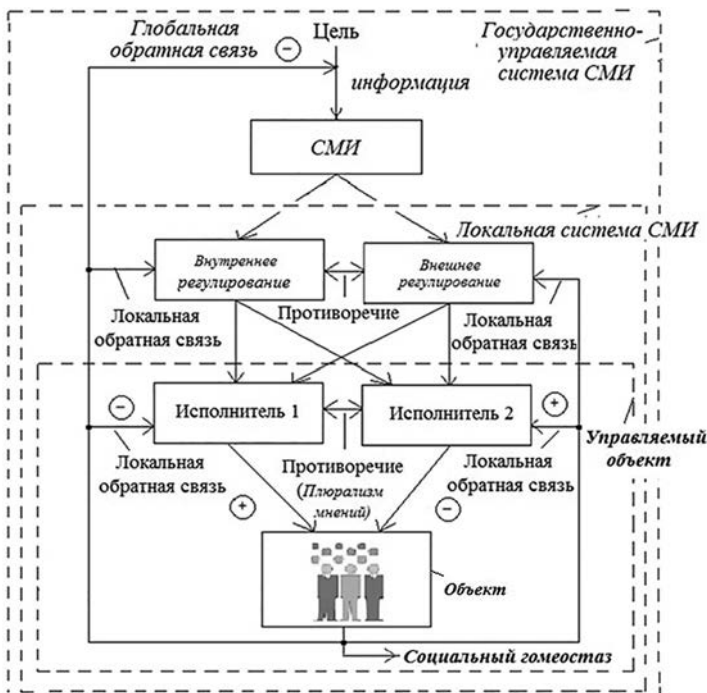 Глобальная
обратная связь
−
Цель
Государственно-
управляемая
система СМИ
информация
СМИ
Локальная система СМИ
Внутреннее
регулирование
Внешнее
регулирование
Локальная
обратная связь
Противоречие
Локальная
обратная связь
−
Исполнитель 1
Исполнитель 2
+
Управляемый
объект
Локальная
обратная связь
Противоречие
(Плюрализм
мнений)
Локальная
обратная связь
+
−
Объект
Социальный гомеостаз